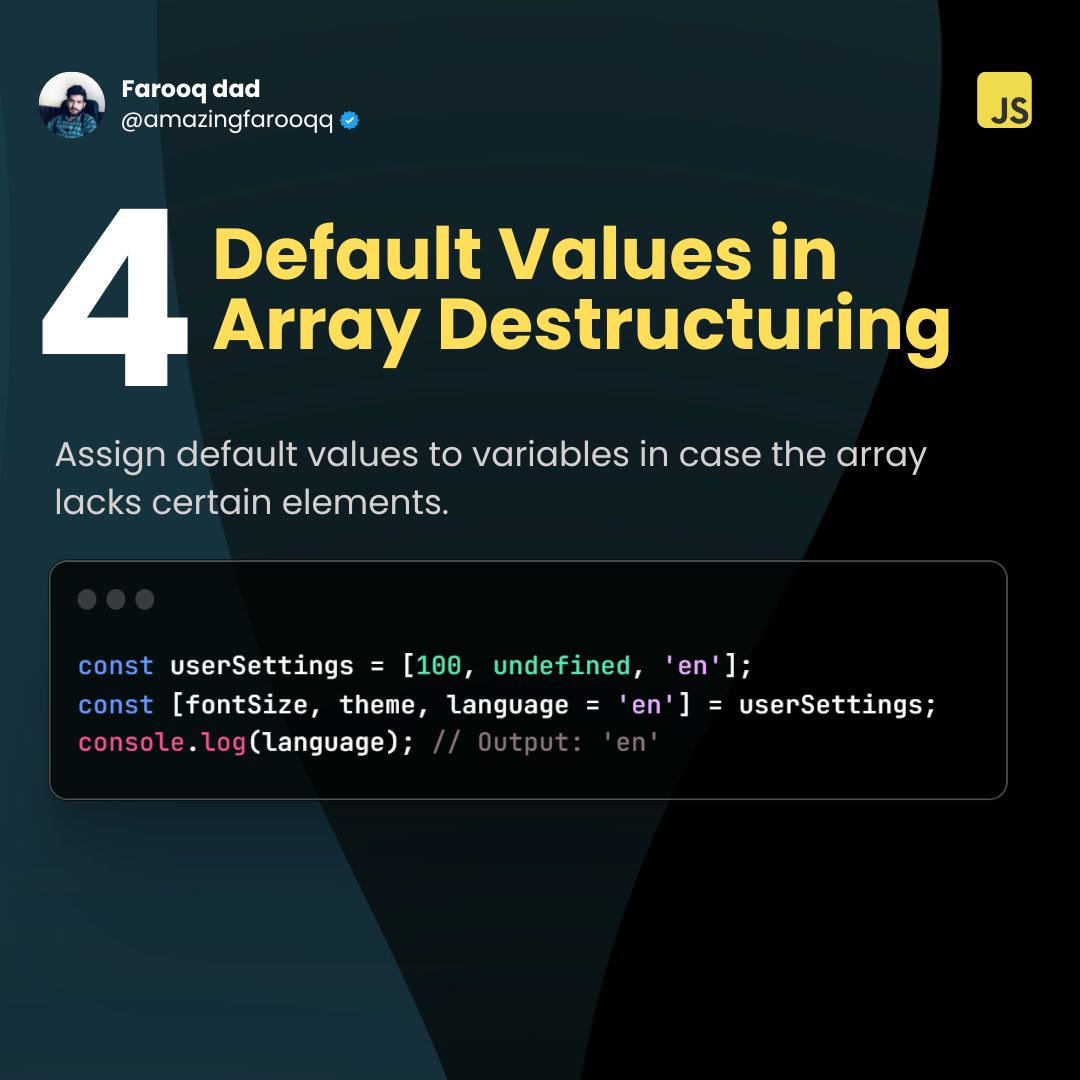 Farooq dad
@amazingfarooqq
JS
4
Default Values in
Array Destructuring
Assign default values to variables in case the array
lacks certain elements.
const userSettings = [100, undefined, 'en'];
const [fontSize, theme, language = 'en'] = userSettings;
console.log(language); // Output: 'en'